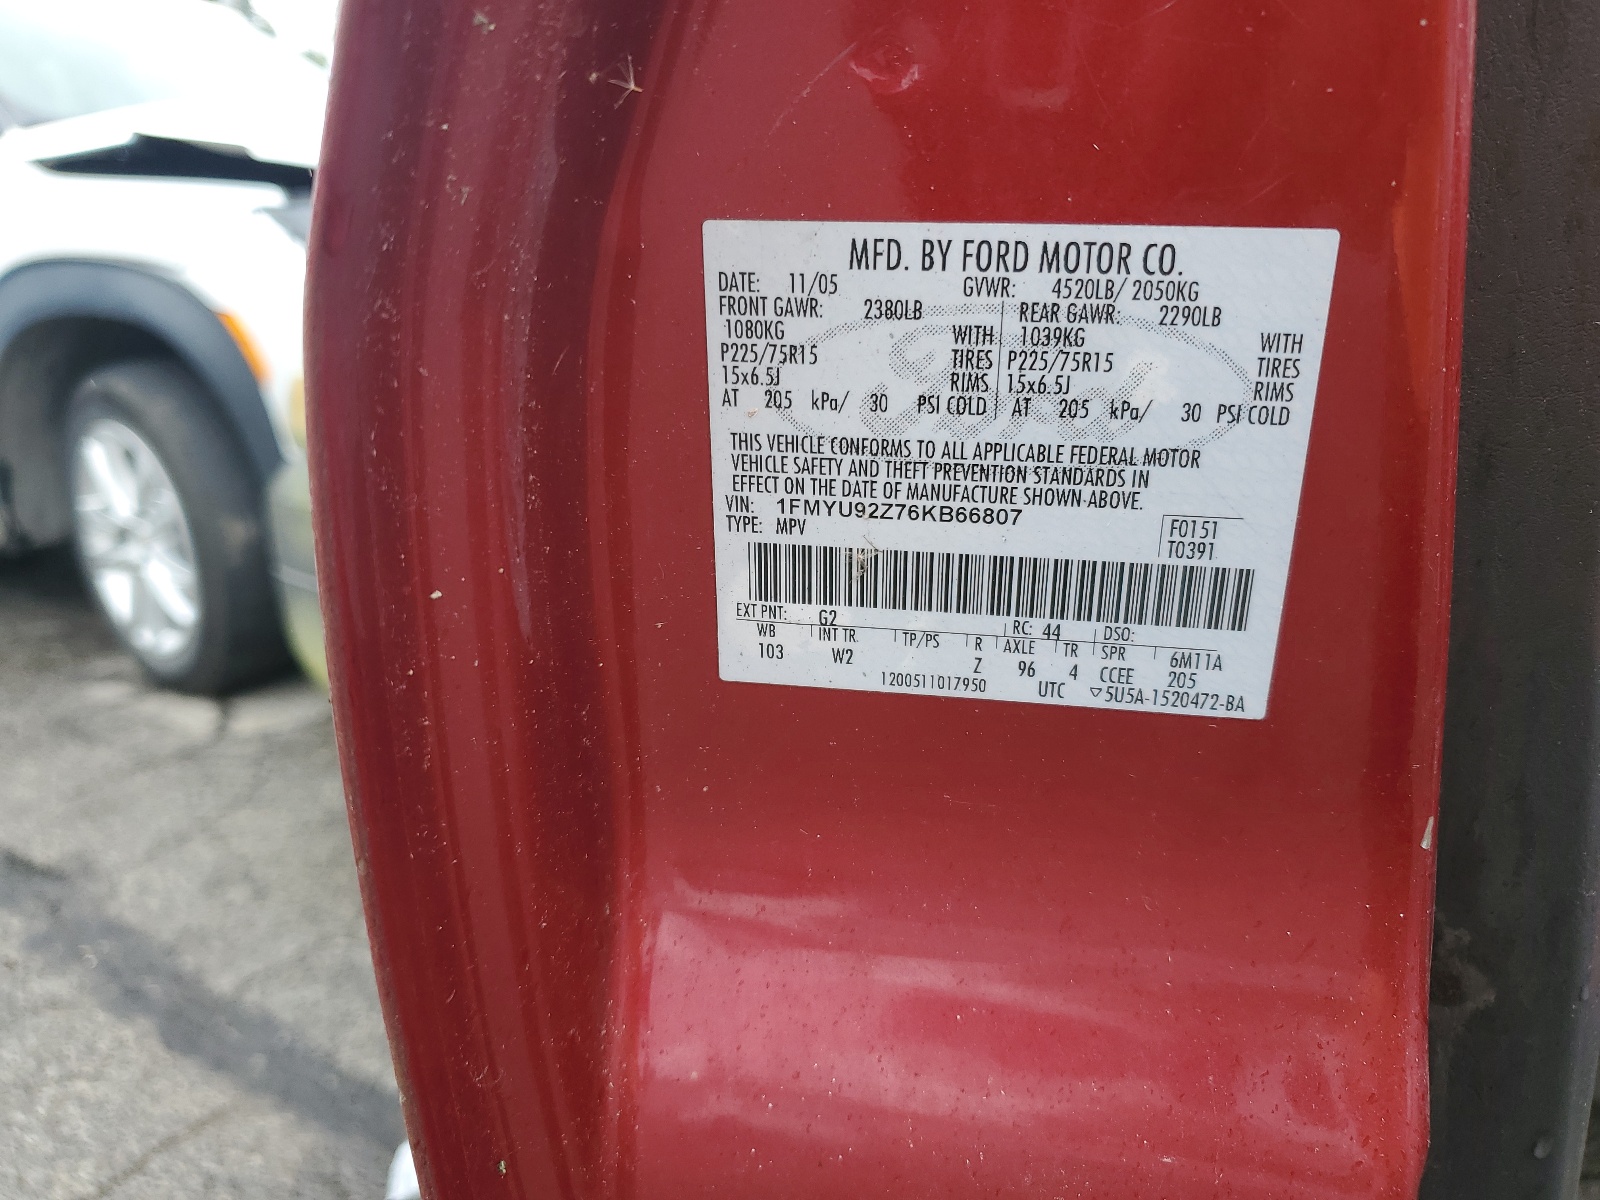 MFD. BY FORD MOTOR CO.
DATE: 11/05 GVWR: 4520LB/ 2050KG
FRONT GAWR: 2380LB REAR GAWR: 2290LB
1080KG WITH 1039KG WITH
P225/75R15 TIRES P225/75R15 TIRES
15x6.5J RIMS 15x6.5J RIMS
AT 205 kPa/ 30 PSI COLD AT 205 kPa/ 30 PSI COLD
THIS VEHICLE CONFORMS TO ALL APPLICABLE FEDERAL MOTOR
VEHICLE SAFETY AND THEFT PREVENTION STANDARDS IN
EFFECT ON THE DATE OF MANUFACTURE SHOWN ABOVE.
VIN: 1FMYU92Z76KB66807
TYPE: MPV
F0151
T0391
EXT PNT: G2 RC: 44 DSO:
WB INT TR TP/PS R AXLE TR SPR 6M11A
103 W2 Z 96 4 CCEE 205
1200511017950 UTC ▽5U5A-1520472-BA